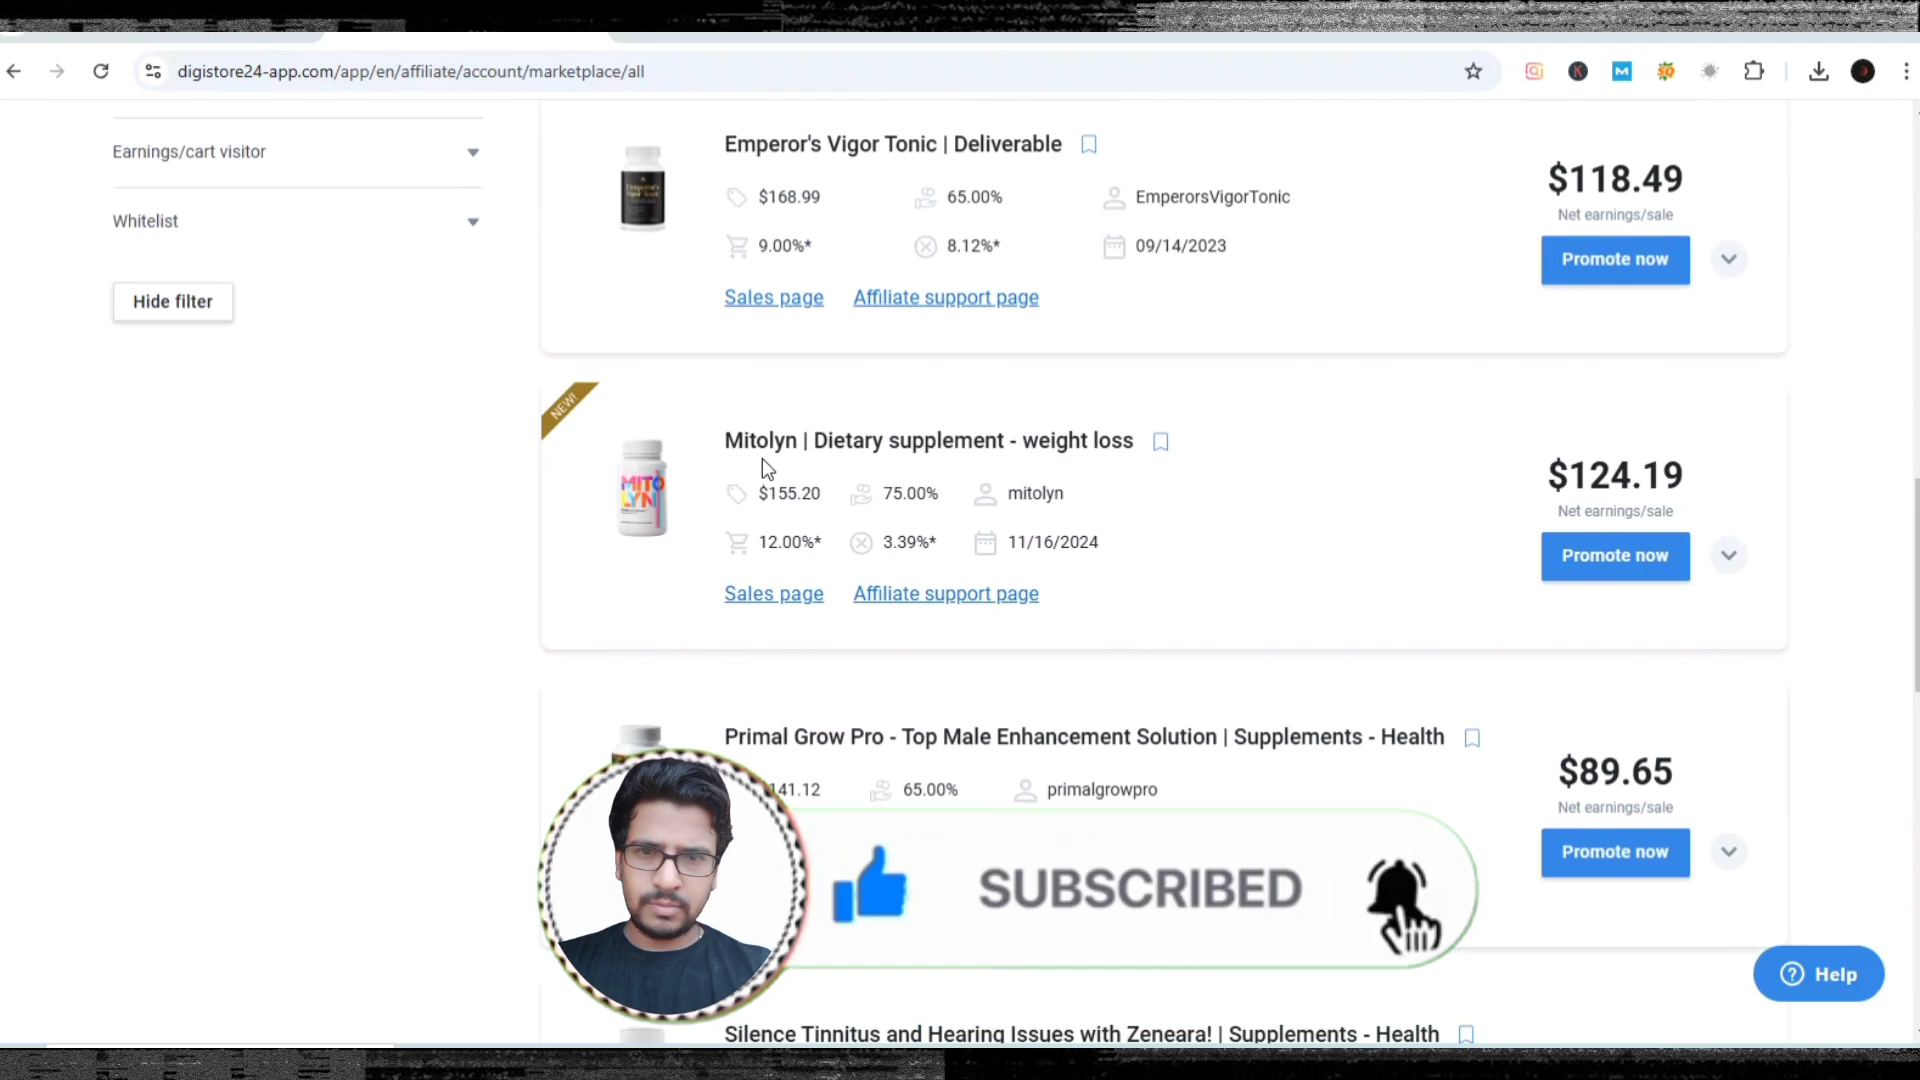 digistore24-app.com/app/en/affiliate/account/marketplace/all
Earnings/cart visitor
Whitelist
Hide filter
Emperor's Vigor Tonic | Deliverable
$168.99 65.00% EmperorsVigorTonic
9.00%* 8.12%* 09/14/2023
Sales page Affiliate support page
$118.49
Net earnings/sale
Promote now
NEW!
Mitolyn | Dietary supplement - weight loss
MITO
LYN
$155.20 75.00% mitolyn
12.00%* 3.39%* 11/16/2024
Sales page Affiliate support page
$124.19
Net earnings/sale
Promote now
Primal Grow Pro - Top Male Enhancement Solution | Supplements - Health
141.12 65.00% primalgrowpro
$89.65
Net earnings/sale
Promote now
SUBSCRIBED
Help
Silence Tinnitus and Hearing Issues with Zeneara! | Supplements - Health